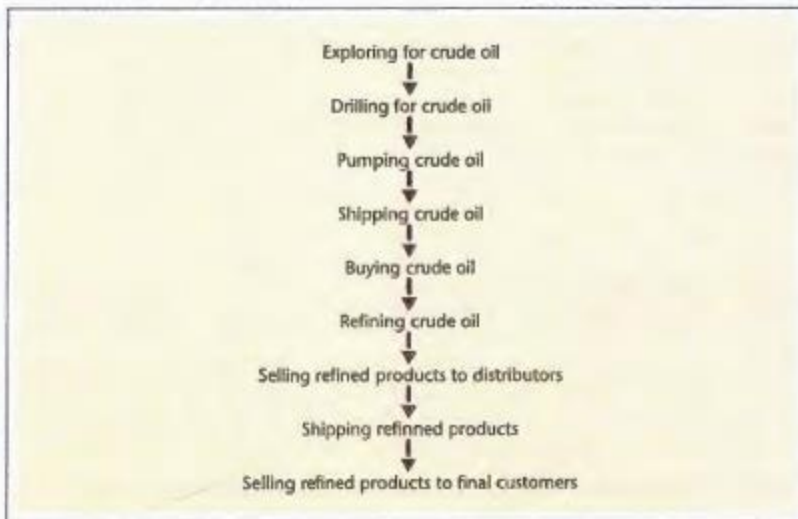 Exploring for crude oil
Drilling for crude oil
Pumping crude oil
Shipping crude oil
Buying crude oil
Refining crude oil
Selling refined products to distributors
Shipping refinned products
Selling refined products to final customers